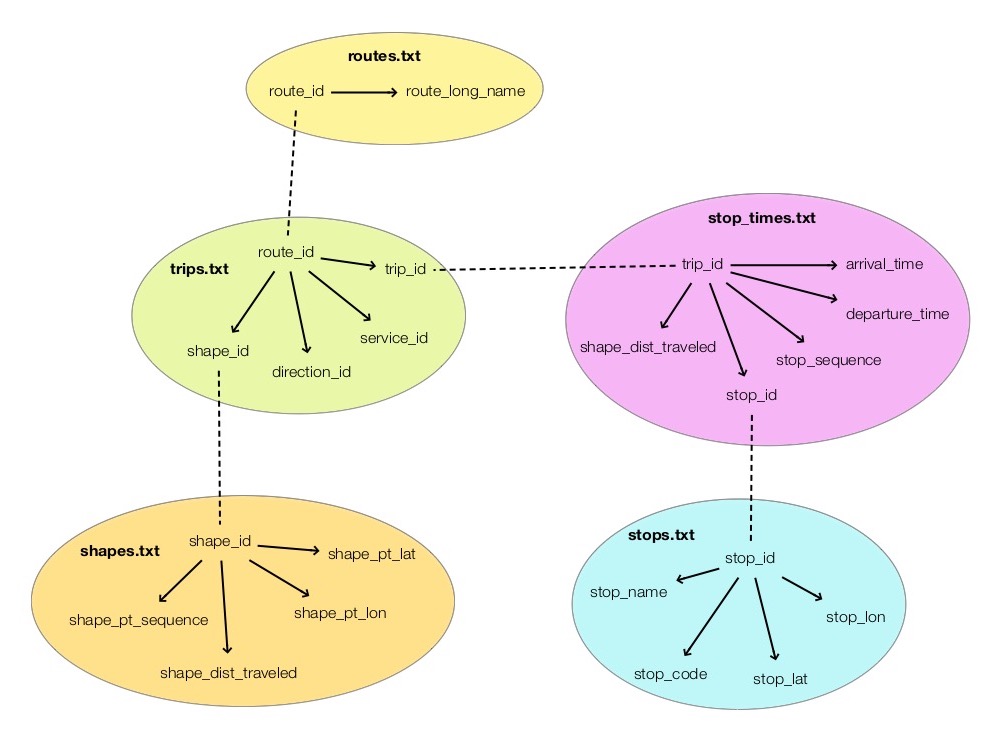 routes.txt
route_id
route_long_name
trips.txt
route_id
trip_id
service_id
shape_id
direction_id
stop_times.txt
trip_id
arrival_time
departure_time
shape_dist_traveled
stop_sequence
stop_id
shapes.txt
shape_id
shape_pt_lat
shape_pt_lon
shape_pt_sequence
shape_dist_traveled
stops.txt
stop_id
stop_name
stop_lon
stop_code
stop_lat